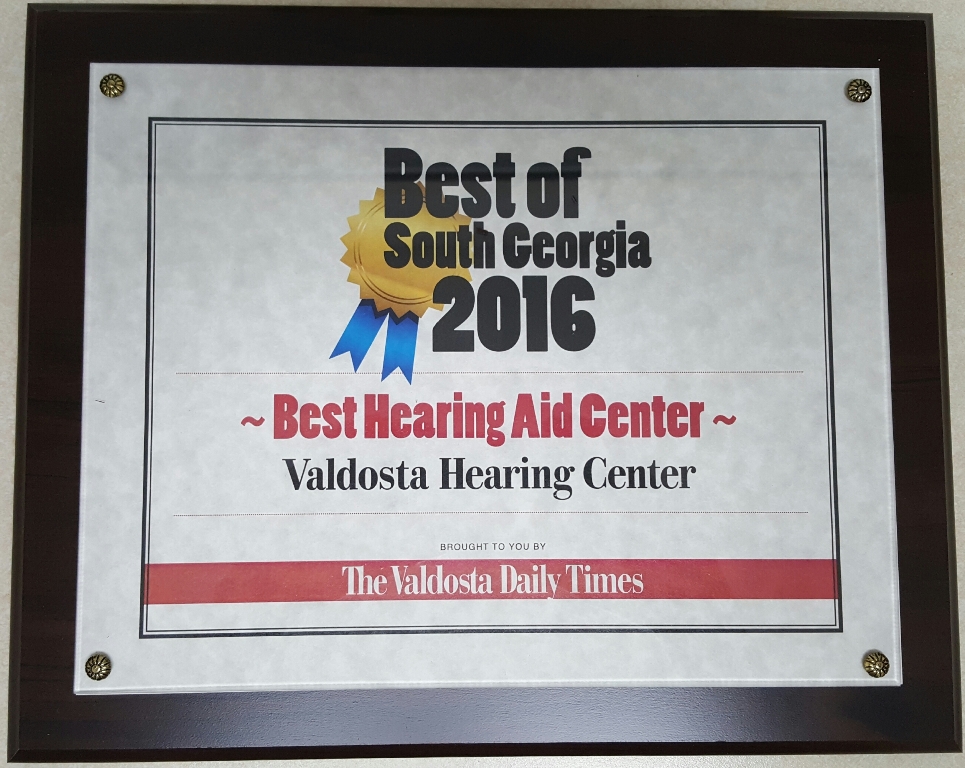 Best of
South Georgia
2016
~ Best Hearing Aid Center ~
Valdosta Hearing Center
BROUGHT TO YOU BY
The Valdosta Daily Times